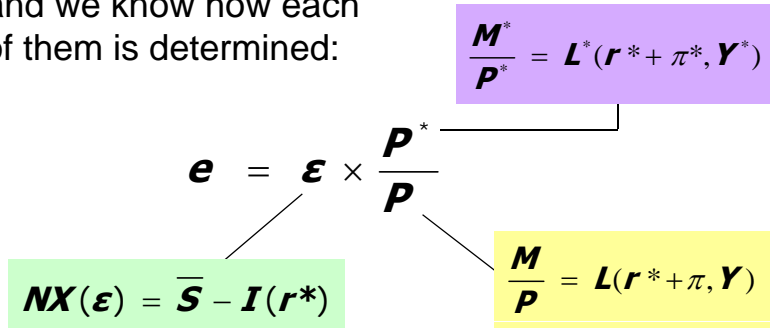 and we know how each
of them is determined:
M*/P* = L*(r* + π*, Y*)
e = ε × P*/P
NX(ε) = S̅ − I(r*)
M/P = L(r* + π, Y)